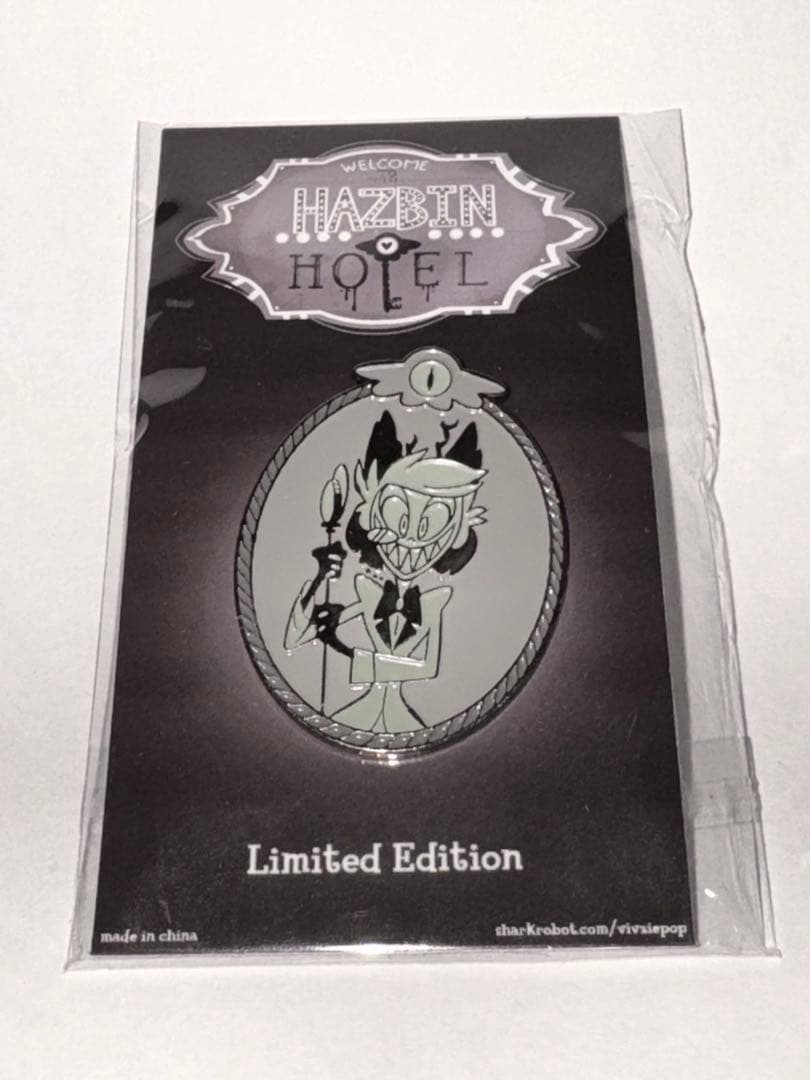 WELCOME
TO
HAZBIN
HOTEL
Limited Edition
made in china
sharkrobot.com/vivziepop